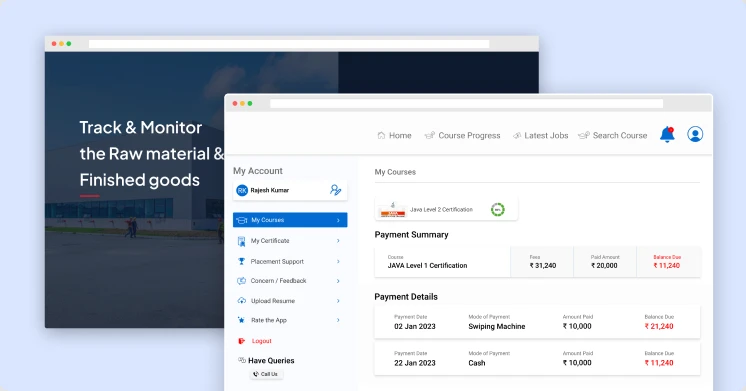 Track & Monitor
the Raw material &
Finished goods
Home
Course Progress
Latest Jobs
Search Course
My Account
RK
Rajesh Kumar
My Courses
My Certificate
Placement Support
Concern / Feedback
Upload Resume
Rate the App
Logout
Have Queries
Call Us
My Courses
JAVA
Java Level 2 Certification
Payment Summary
Course
JAVA Level 1 Certification
Fees
₹ 31,240
Paid Amount
₹ 20,000
Balance Due
₹ 11,240
Payment Details
Payment Date
02 Jan 2023
Mode of Payment
Swiping Machine
Amount Paid
₹ 10,000
Balance Due
₹ 21,240
Payment Date
22 Jan 2023
Mode of Payment
Cash
Amount Paid
₹ 10,000
Balance Due
₹ 11,240